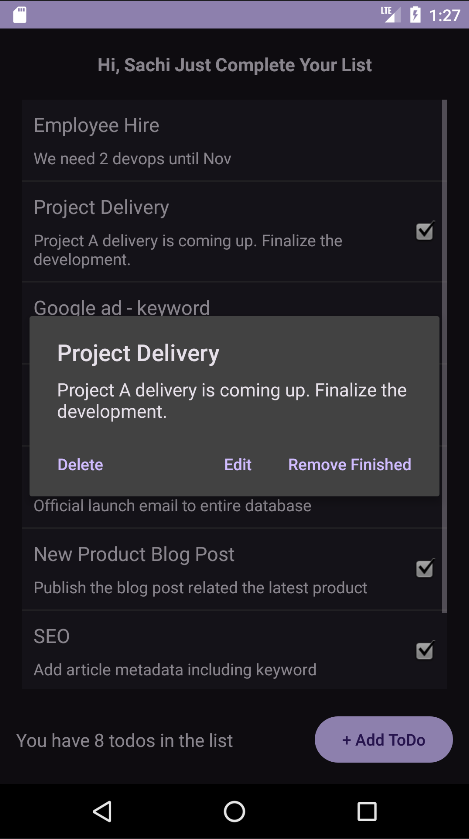 LTE 1:27
Hi, Sachi Just Complete Your List
Employee Hire
We need 2 devops until Nov
Project Delivery
Project A delivery is coming up. Finalize the
development.
Google ad - keyword
Project Delivery
Project A delivery is coming up. Finalize the
development.
Delete Edit Remove Finished
Official launch email to entire database
New Product Blog Post
Publish the blog post related the latest product
SEO
Add article metadata including keyword
You have 8 todos in the list
+ Add ToDo